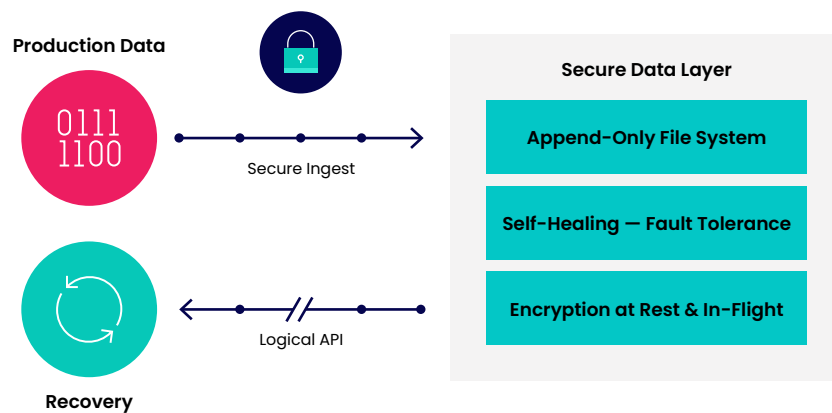 Production Data
0111
1100
Secure Ingest
Secure Data Layer
Append-Only File System
Self-Healing — Fault Tolerance
Encryption at Rest & In-Flight
Logical API
Recovery